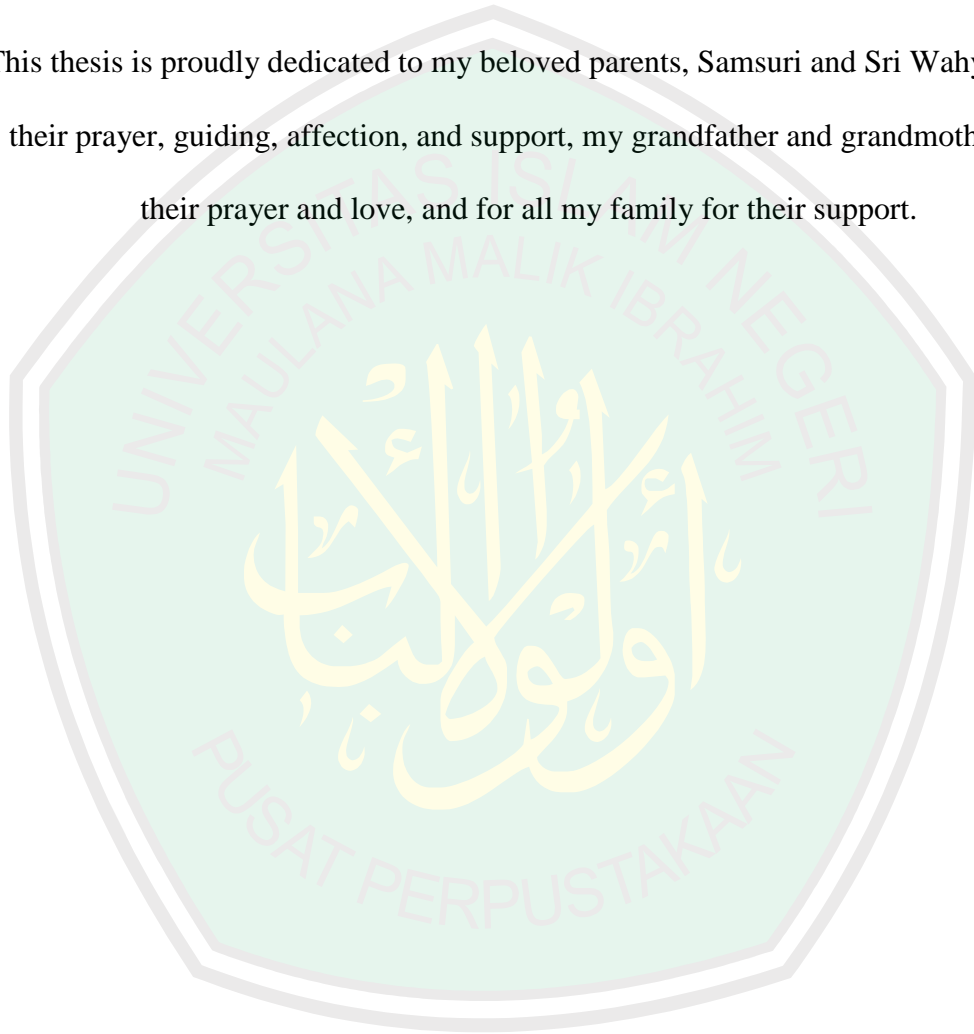 This thesis is proudly dedicated to my beloved parents, Samsuri and Sri Wahy
their prayer, guiding, affection, and support, my grandfather and grandmoth
their prayer and love, and for all my family for their support.
UNIVERSITAS ISLAM NEGERI
MAULANA MALIK IBRAHIM
أولوا الألباب
PUSAT PERPUSTAKAAN